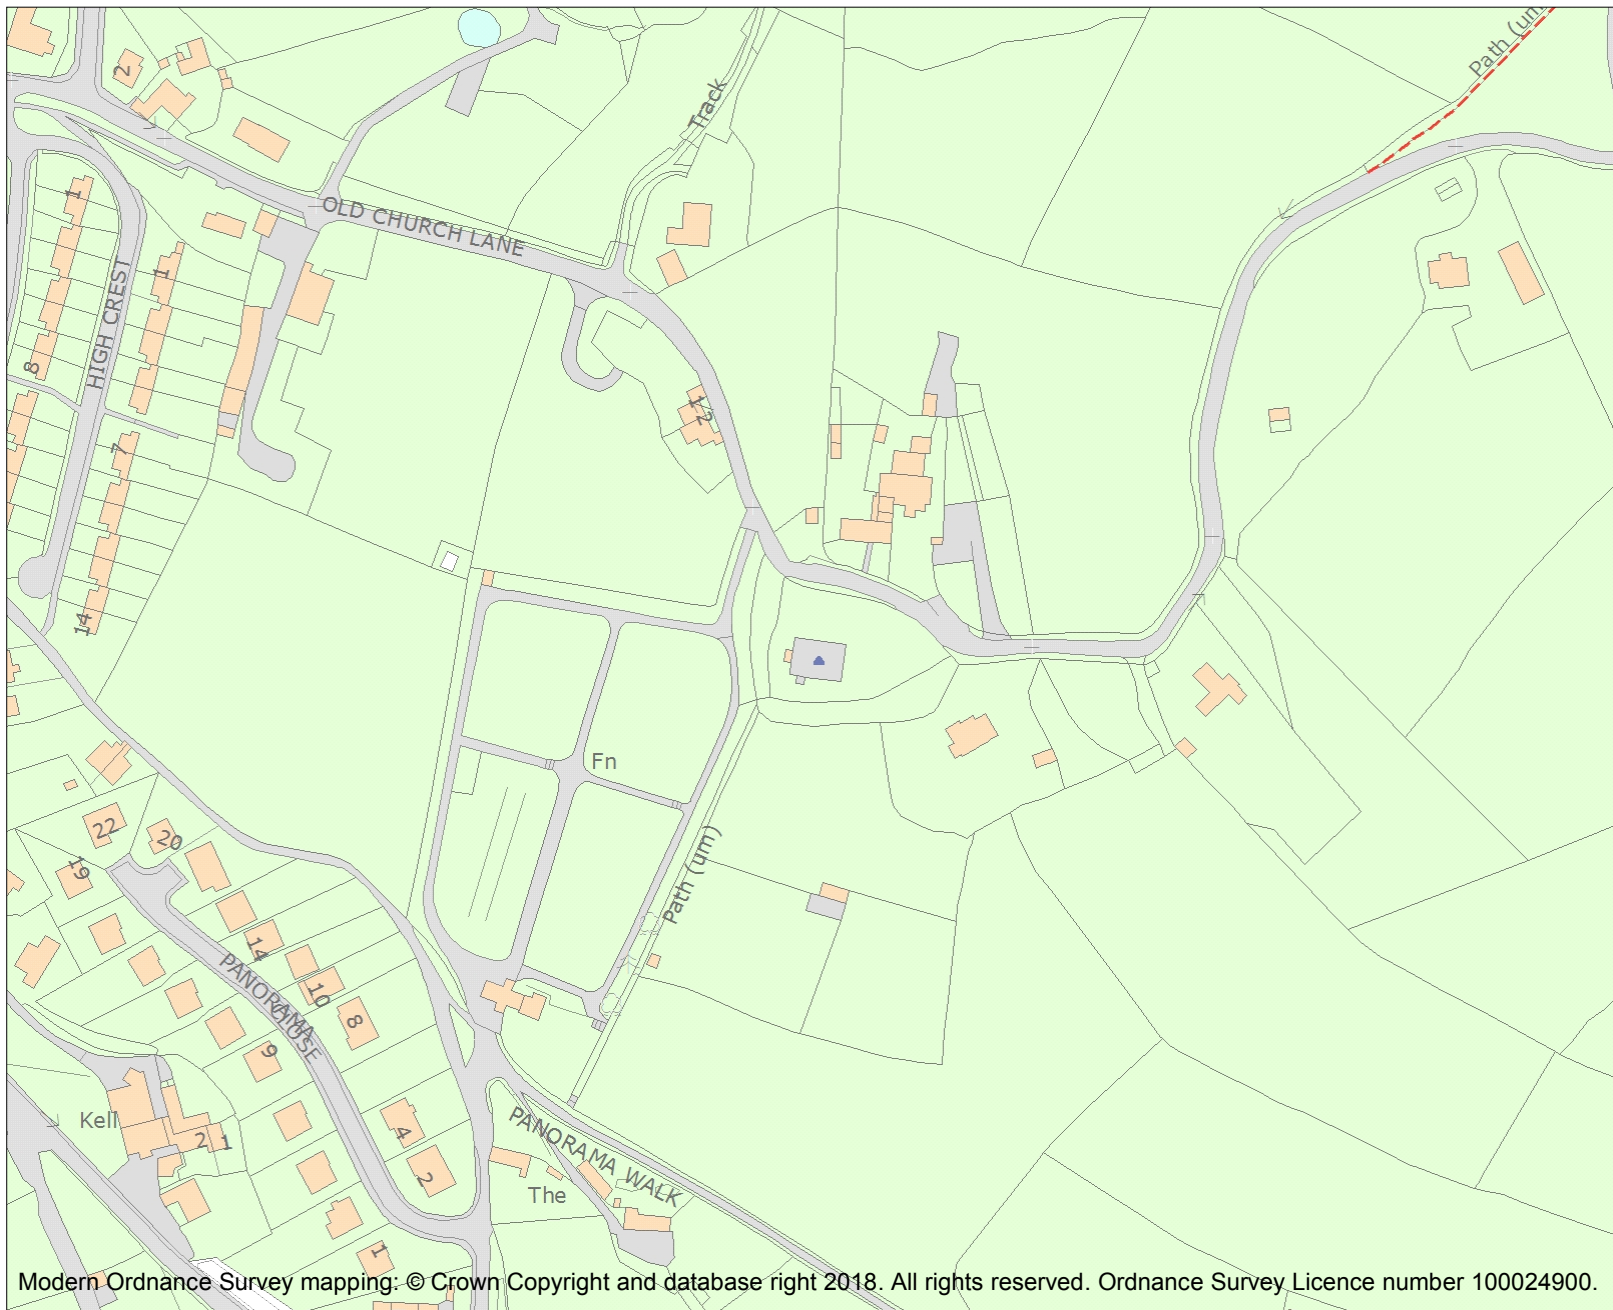 Path (um)
2
Track
OLD CHURCH LANE
1
1
HIGH CREST
8
1-2
7
14
Fn
22
20
19
Path (um)
14
PANORAMA
CLOSE
10
8
9
Kell
2
1
4
2
PANORAMA WALK
The
1
Modern Ordnance Survey mapping: © Crown Copyright and database right 2018. All rights reserved. Ordnance Survey Licence number 100024900.